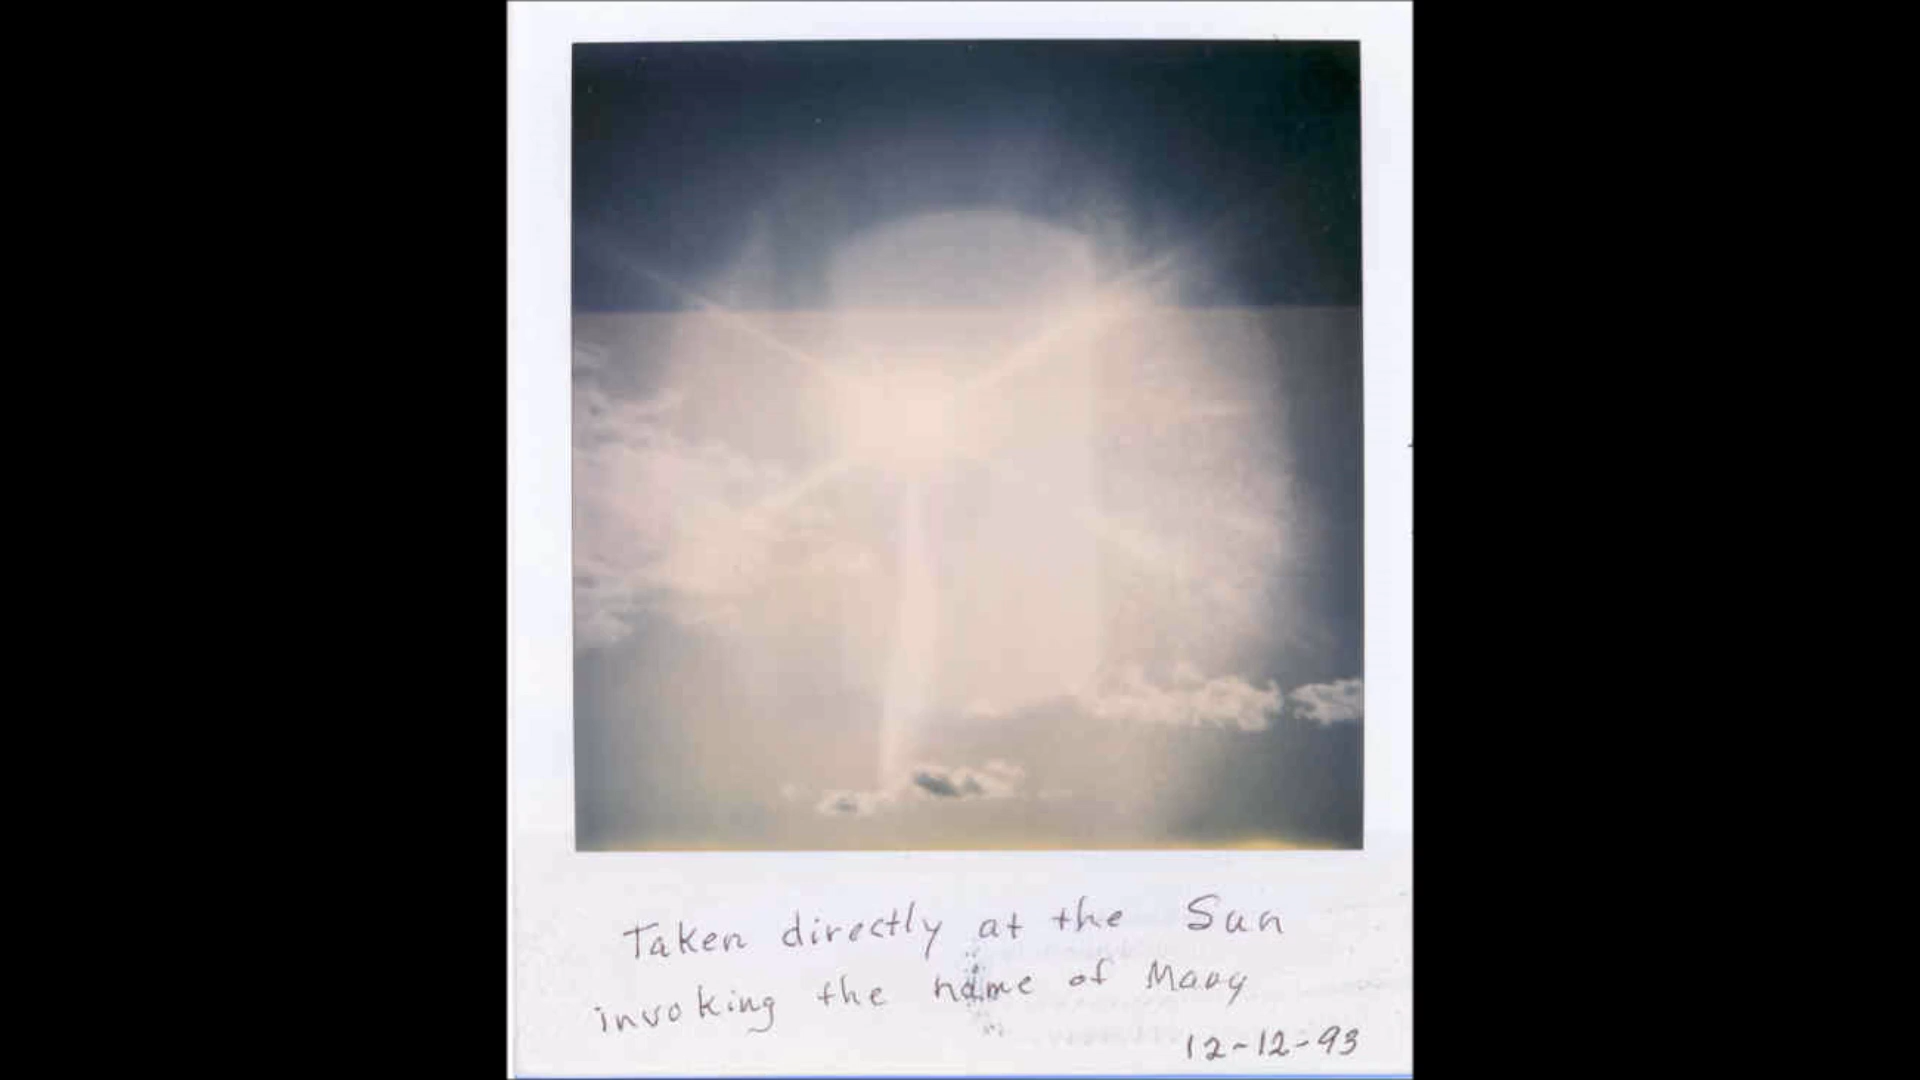 Taken directly at the Sun
invoking the name of Mary
12-12-93